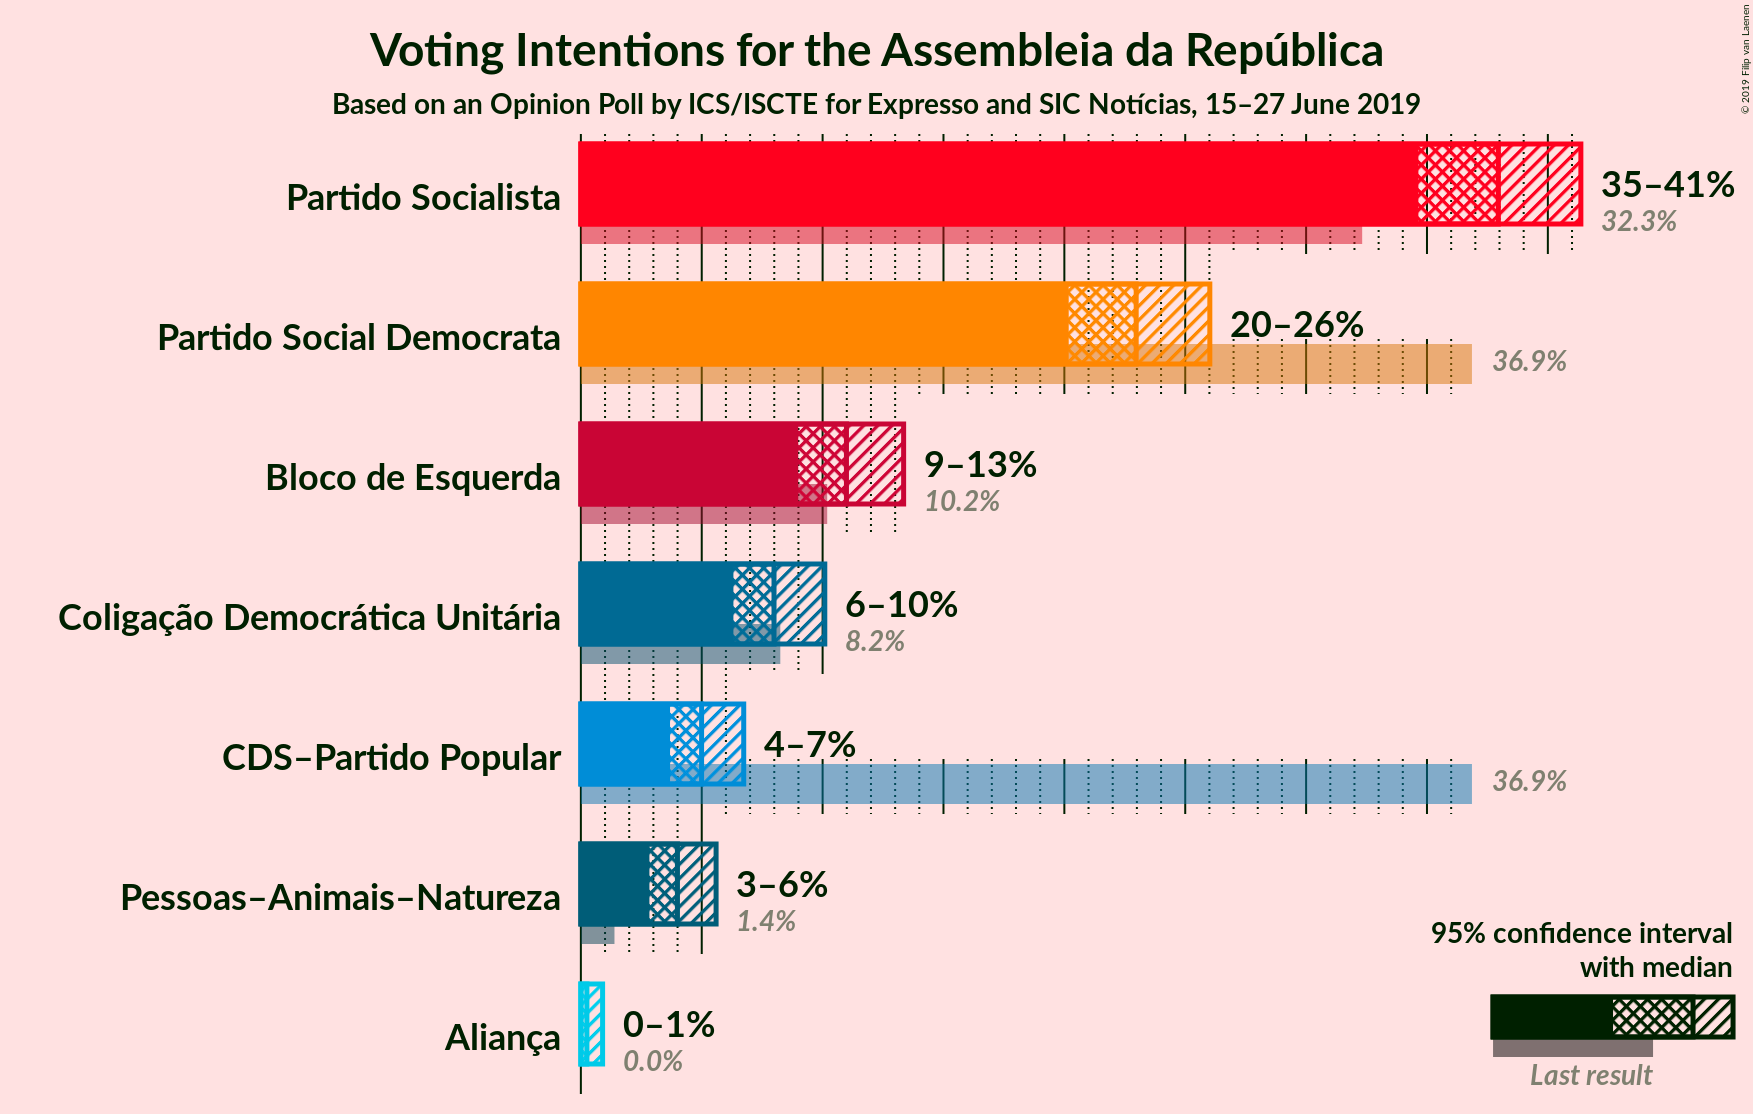 Voting Intentions for the Assembleia da República
Based on an Opinion Poll by ICS/ISCTE for Expresso and SIC Notícias, 15–27 June 2019
© 2019 Filip van Laenen
Partido Socialista
35–41%
32.3%
Partido Social Democrata
20–26%
36.9%
Bloco de Esquerda
9–13%
10.2%
Coligação Democrática Unitária
6–10%
8.2%
CDS–Partido Popular
4–7%
36.9%
Pessoas–Animais–Natureza
3–6%
1.4%
Aliança
0–1%
0.0%
95% confidence interval
with median
Last result